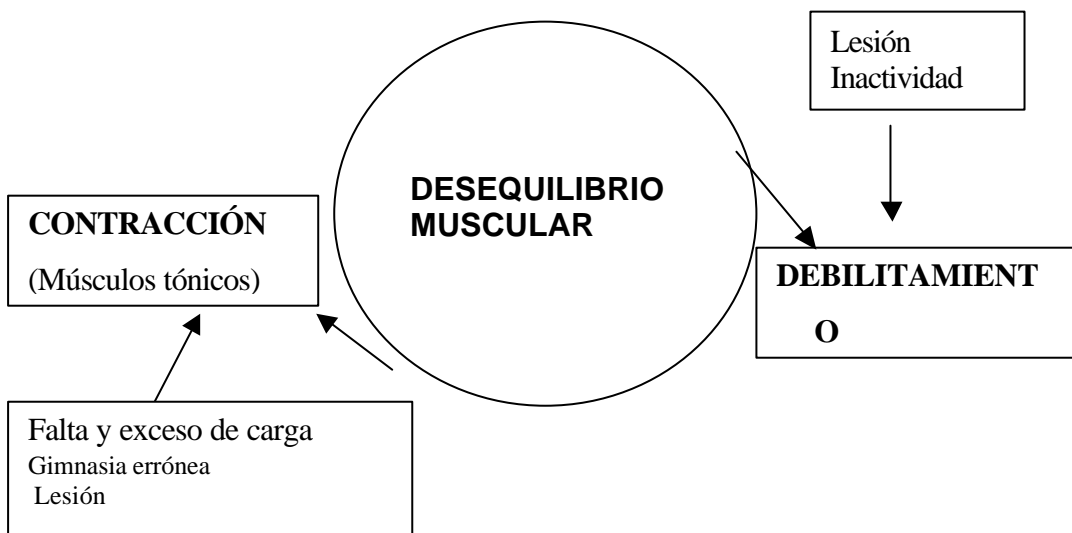 Lesión
Inactividad
DESEQUILIBRIO
MUSCULAR
CONTRACCIÓN
(Músculos tónicos)
DEBILITAMIENT
O
Falta y exceso de carga
Gimnasia errónea
Lesión